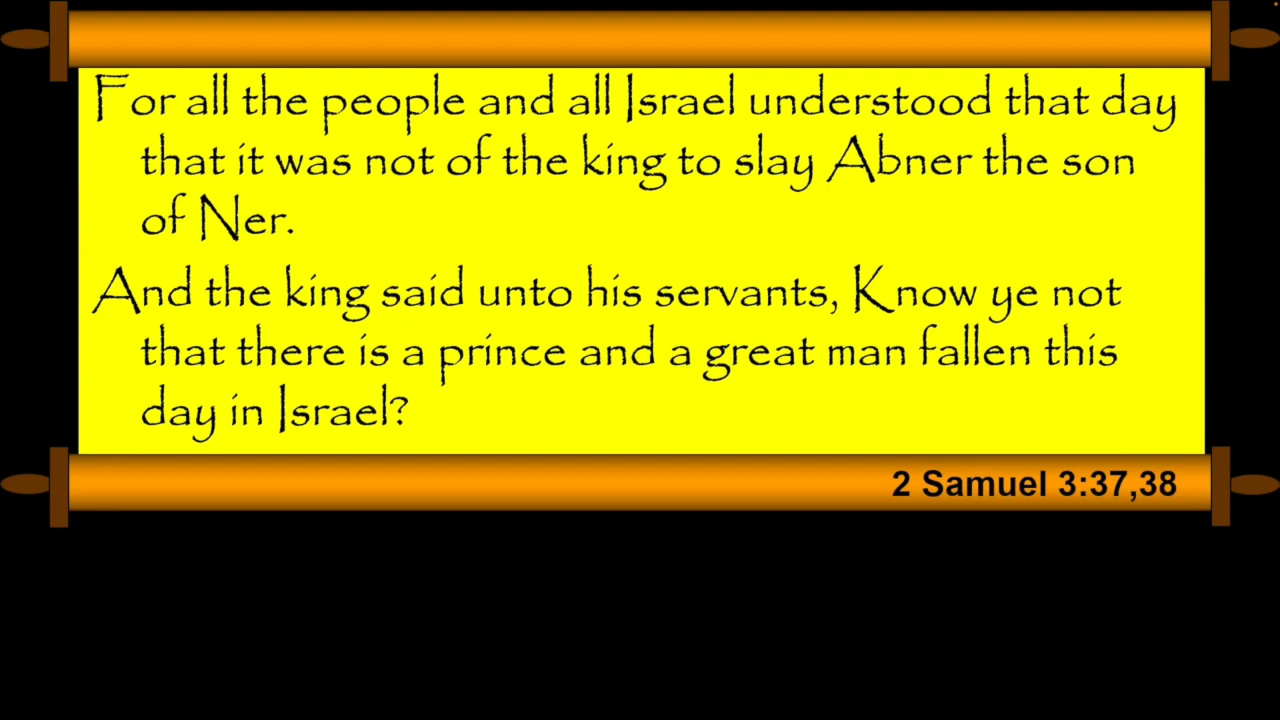 For all the people and all Israel understood that day
that it was not of the king to slay Abner the son
of Ner.
And the king said unto his servants, Know ye not
that there is a prince and a great man fallen this
day in Israel?
2 Samuel 3:37,38